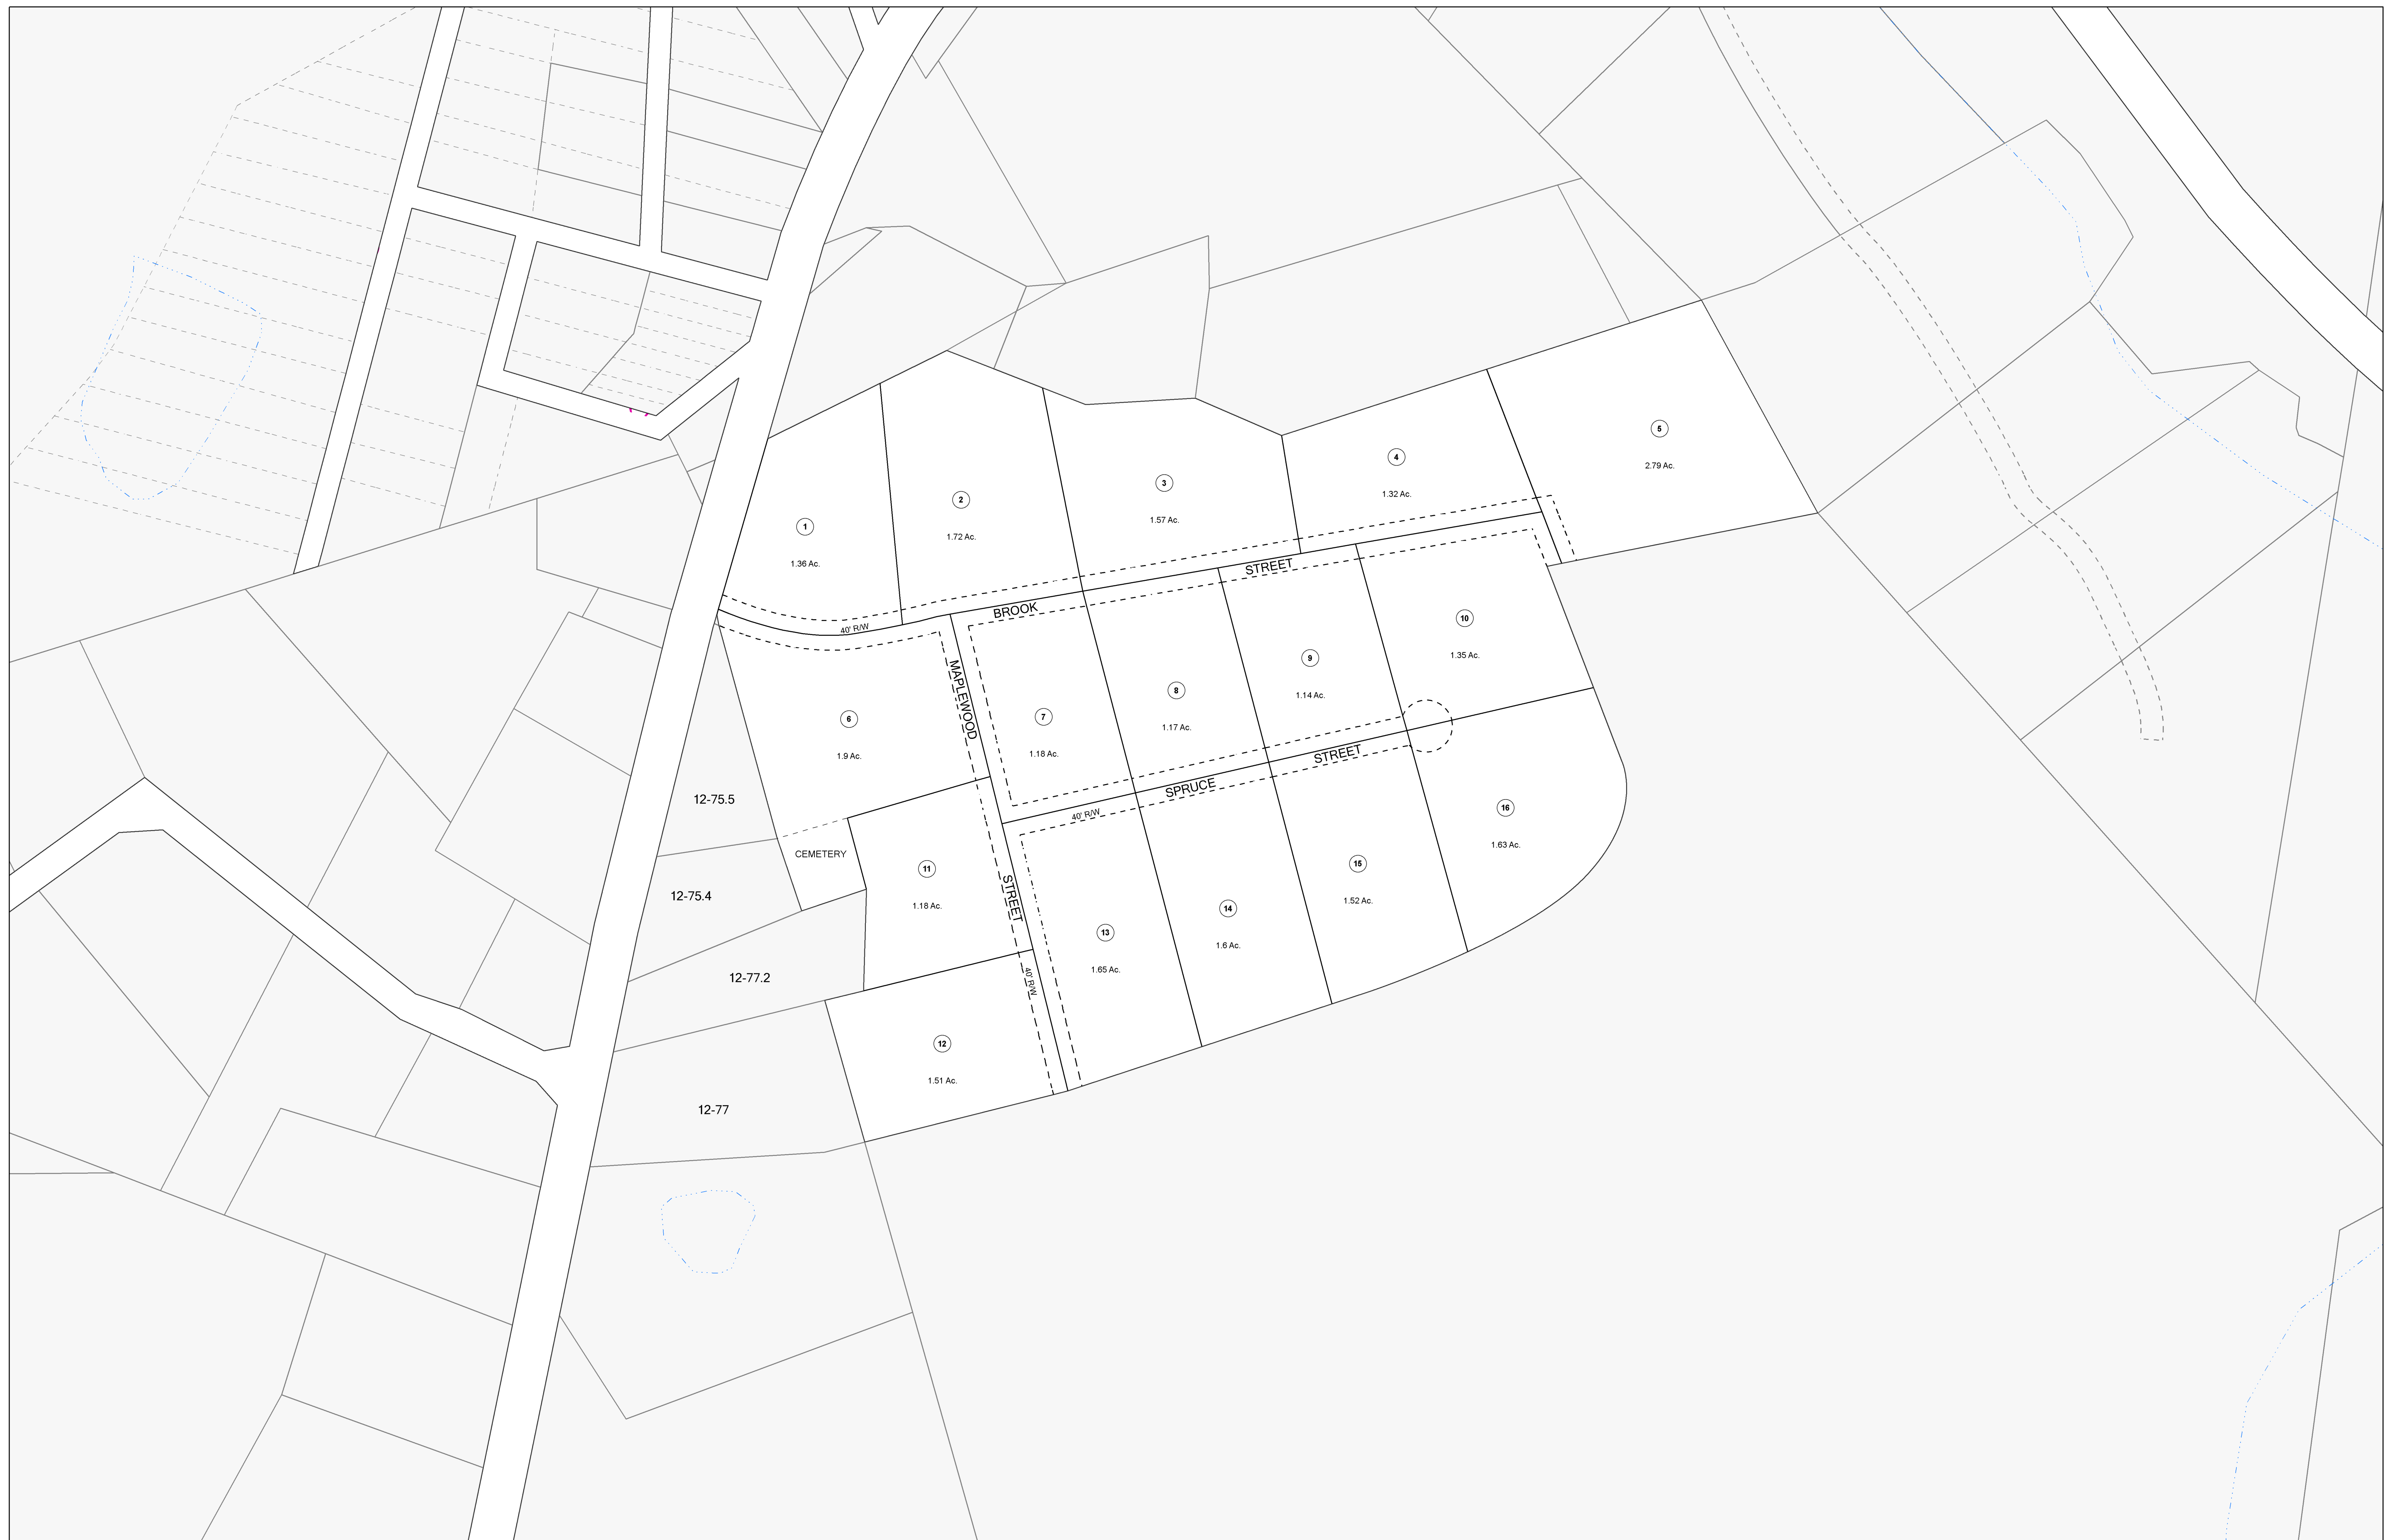 5
2.79 Ac.
4
1.32 Ac.
3
1.57 Ac.
2
1.72 Ac.
1
1.36 Ac.
BROOK STREET
40' R/W
MAPLEWOOD STREET
40' R/W
6
1.9 Ac.
7
1.18 Ac.
8
1.17 Ac.
9
1.14 Ac.
10
1.35 Ac.
SPRUCE STREET
40' R/W
12-75.5
CEMETERY
12-75.4
12-77.2
12-77
11
1.18 Ac.
12
1.51 Ac.
13
1.65 Ac.
14
1.6 Ac.
15
1.52 Ac.
16
1.63 Ac.